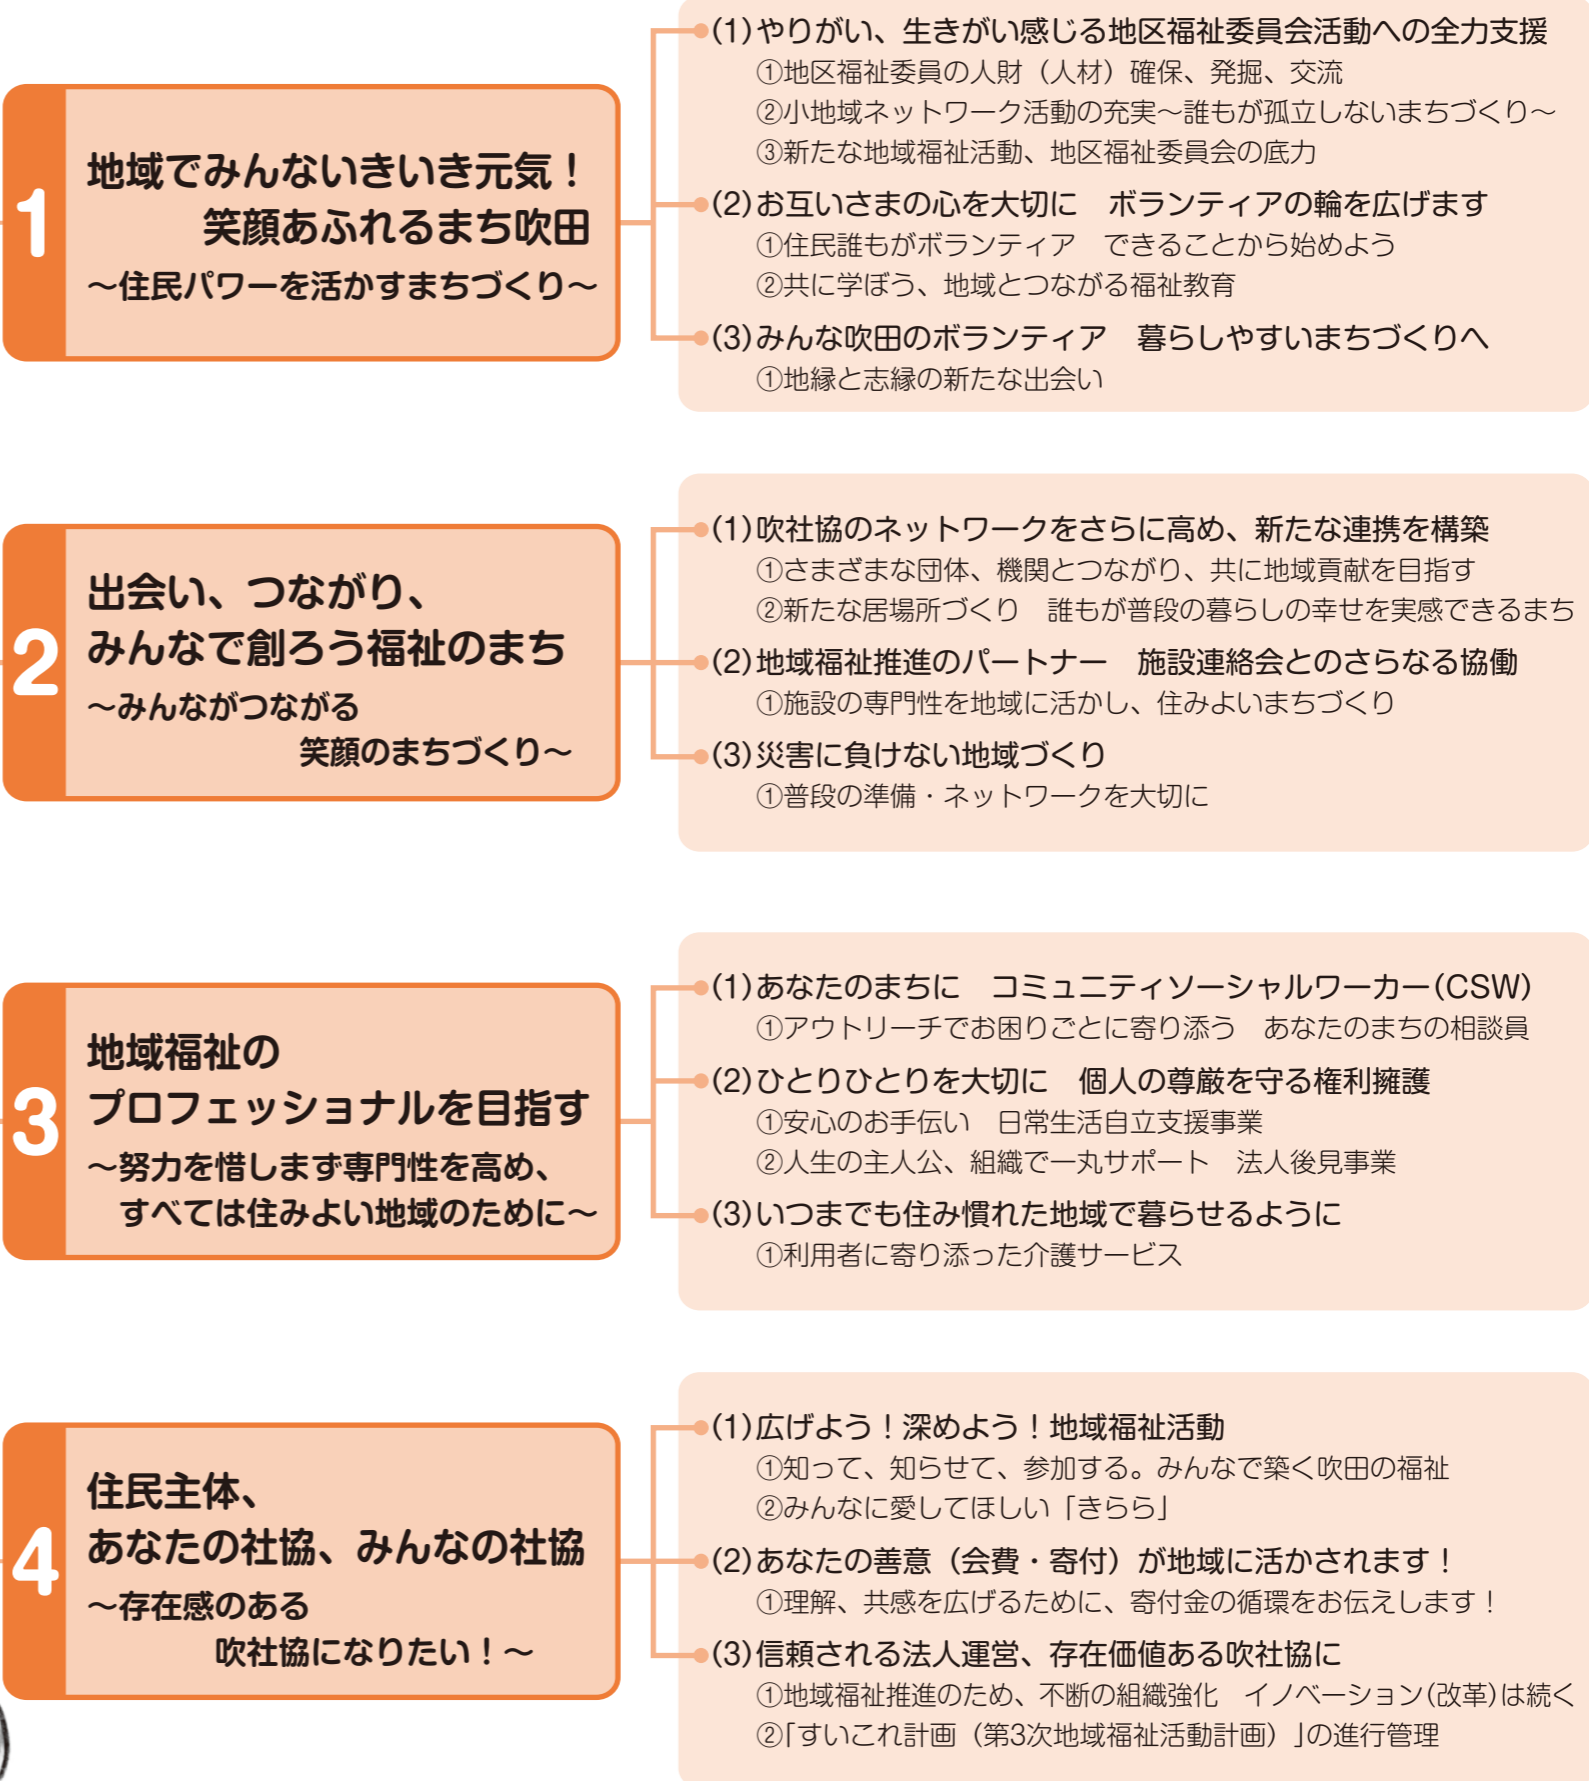 1
地域でみんないきいき元気！
笑顔あふれるまち吹田
～住民パワーを活かすまちづくり～
(1)やりがい、生きがい感じる地区福祉委員会活動への全力支援
①地区福祉委員の人財（人材）確保、発掘、交流
②小地域ネットワーク活動の充実～誰もが孤立しないまちづくり～
③新たな地域福祉活動、地区福祉委員会の底力
(2)お互いさまの心を大切に　ボランティアの輪を広げます
①住民誰もがボランティア　できることから始めよう
②共に学ぼう、地域とつながる福祉教育
(3)みんな吹田のボランティア　暮らしやすいまちづくりへ
①地縁と志縁の新たな出会い
2
出会い、つながり、
みんなで創ろう福祉のまち
～みんながつながる
笑顔のまちづくり～
(1)吹社協のネットワークをさらに高め、新たな連携を構築
①さまざまな団体、機関とつながり、共に地域貢献を目指す
②新たな居場所づくり　誰もが普段の暮らしの幸せを実感できるまち
(2)地域福祉推進のパートナー　施設連絡会とのさらなる協働
①施設の専門性を地域に活かし、住みよいまちづくり
(3)災害に負けない地域づくり
①普段の準備・ネットワークを大切に
3
地域福祉の
プロフェッショナルを目指す
～努力を惜しまず専門性を高め、
すべては住みよい地域のために～
(1)あなたのまちに　コミュニティソーシャルワーカー(CSW)
①アウトリーチでお困りごとに寄り添う　あなたのまちの相談員
(2)ひとりひとりを大切に　個人の尊厳を守る権利擁護
①安心のお手伝い　日常生活自立支援事業
②人生の主人公、組織で一丸サポート　法人後見事業
(3)いつまでも住み慣れた地域で暮らせるように
①利用者に寄り添った介護サービス
4
住民主体、
あなたの社協、みんなの社協
～存在感のある
吹社協になりたい！～
(1)広げよう！深めよう！地域福祉活動
①知って、知らせて、参加する。みんなで築く吹田の福祉
②みんなに愛してほしい「きらら」
(2)あなたの善意（会費・寄付）が地域に活かされます！
①理解、共感を広げるために、寄付金の循環をお伝えします！
(3)信頼される法人運営、存在価値ある吹社協に
①地域福祉推進のため、不断の組織強化　イノベーション(改革)は続く
②「すいこれ計画（第3次地域福祉活動計画）」の進行管理